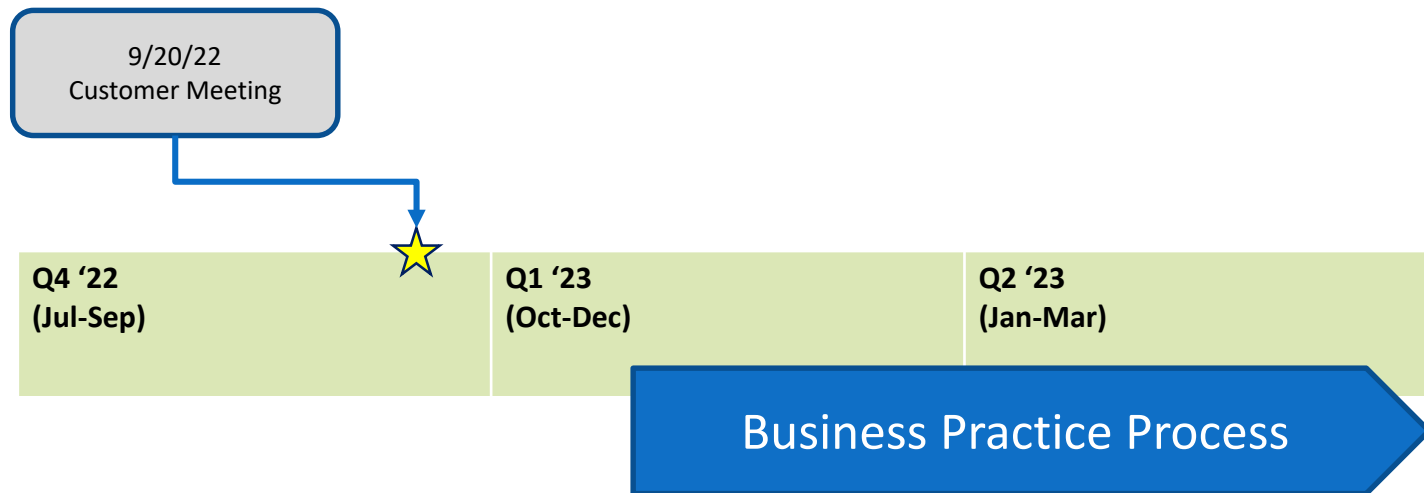 9/20/22
Customer Meeting
Q4 ‘22
(Jul-Sep)
Q1 ‘23
(Oct-Dec)
Q2 ‘23
(Jan-Mar)
Business Practice Process